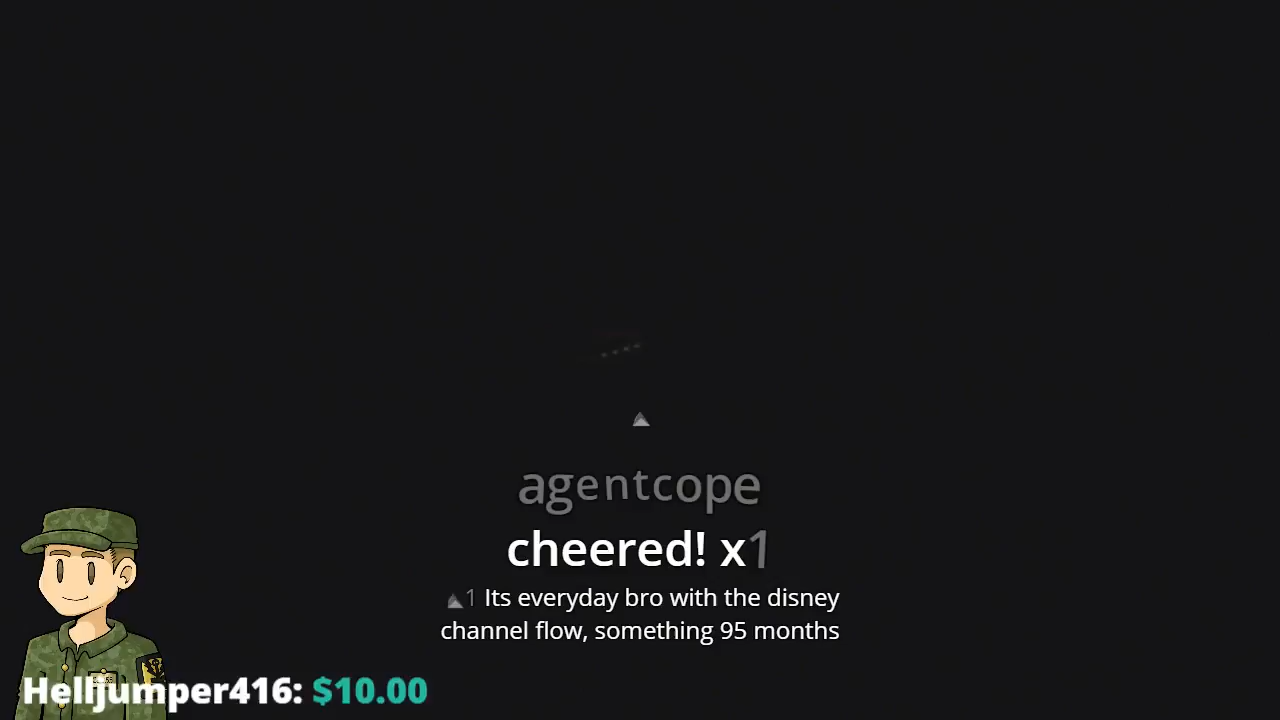 agentcope
cheered! x1
1 Its everyday bro with the disney
channel flow, something 95 months
Helljumper416: $10.00